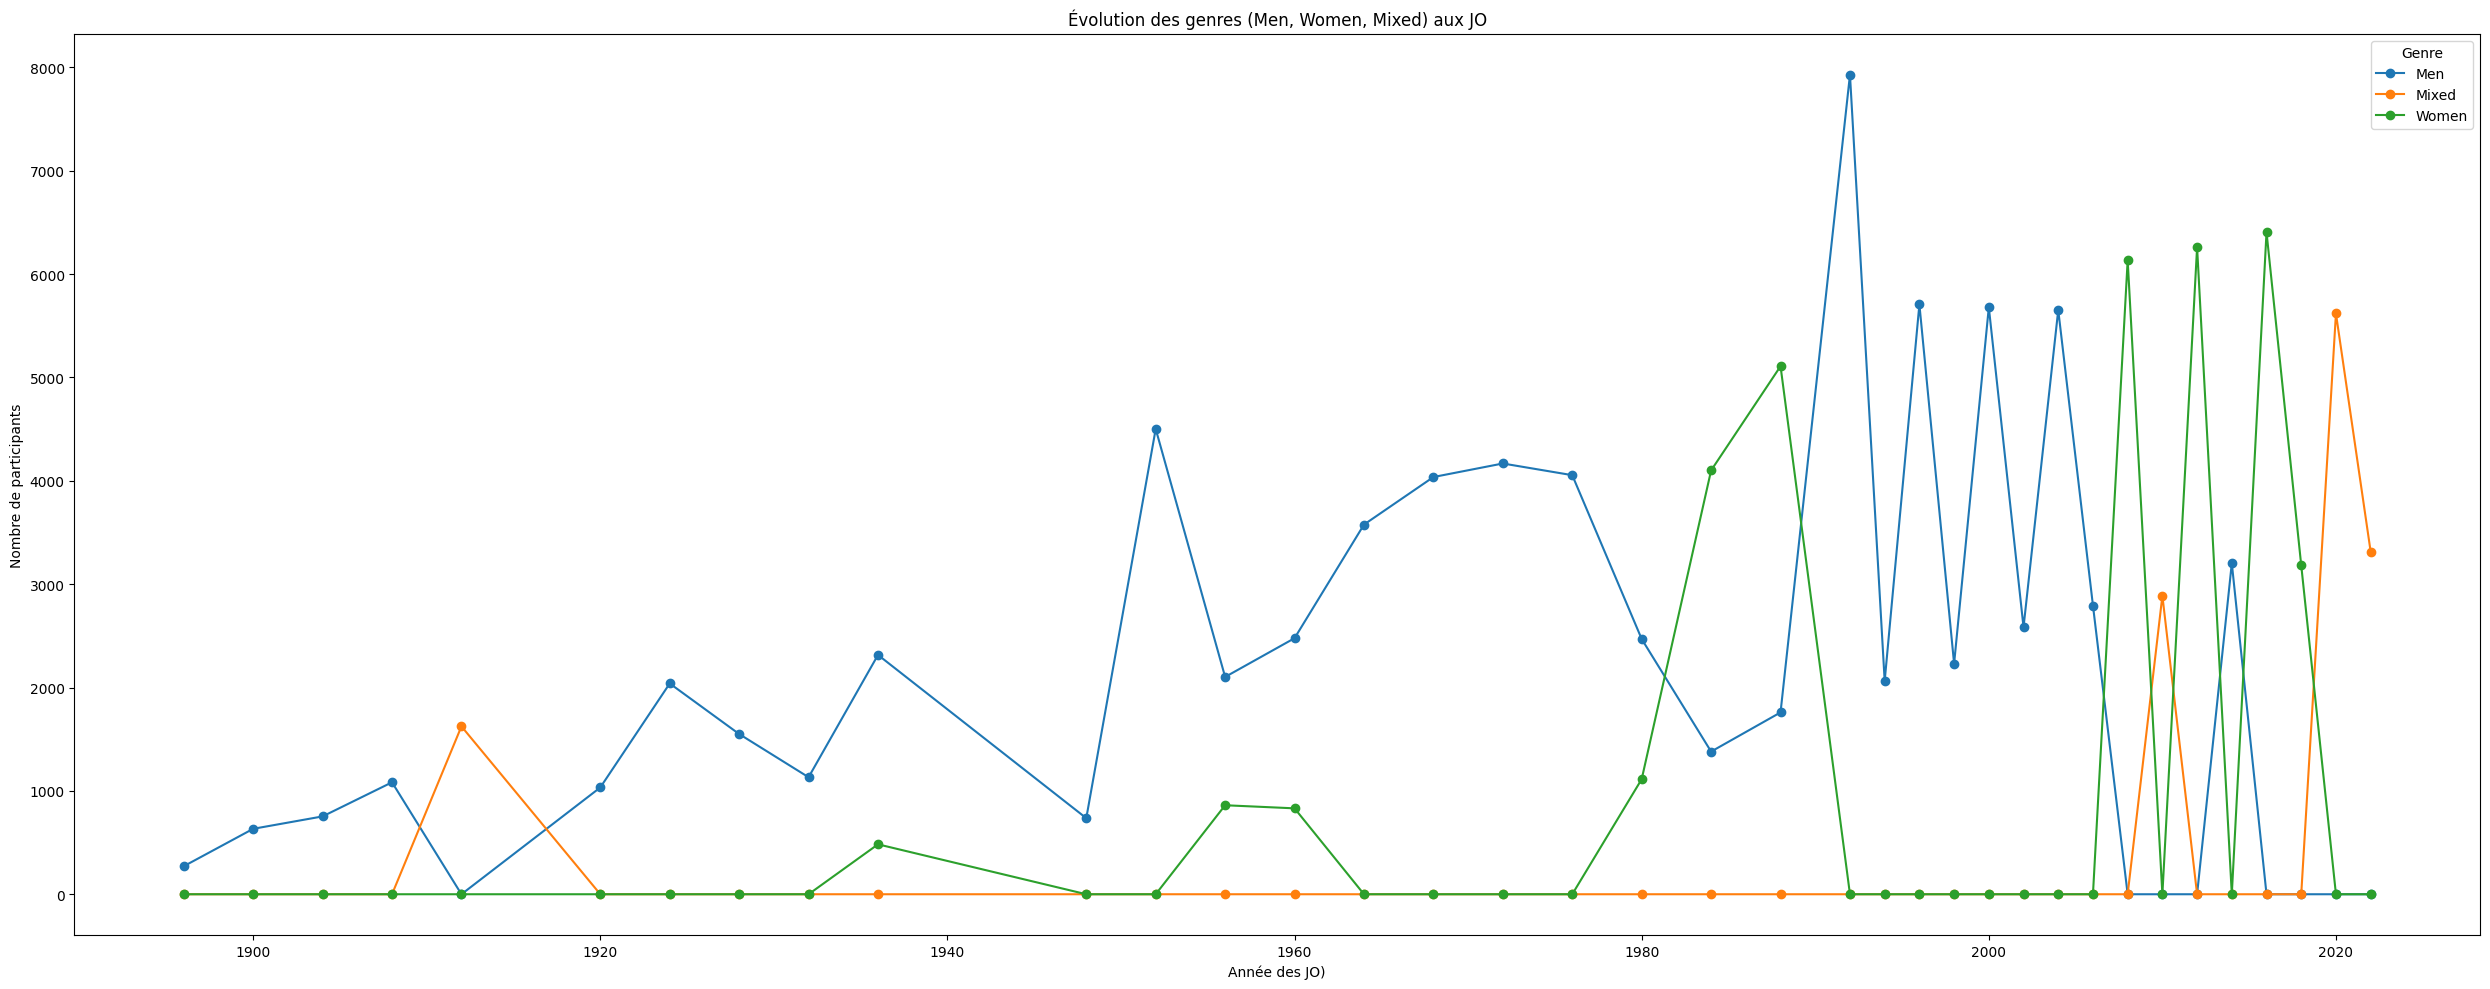 Évolution des genres (Men, Women, Mixed) aux JO
Genre
Men
Mixed
Women
Nombre de participants
8000
7000
6000
5000
4000
3000
2000
1000
0
1900
1920
1940
1960
1980
2000
2020
Année des JO)